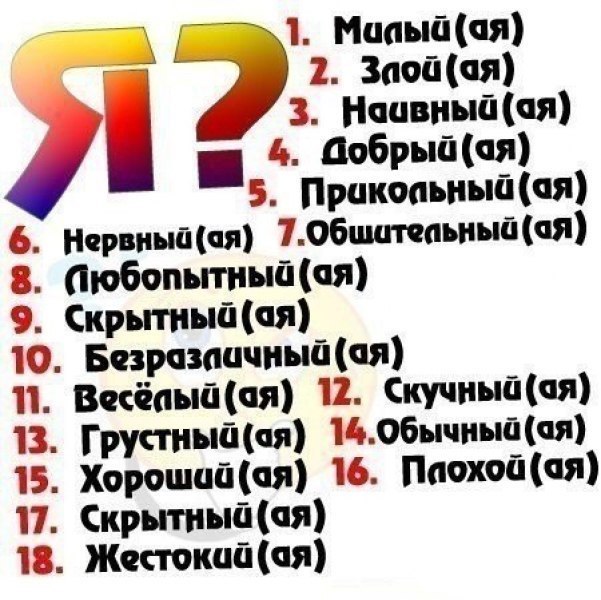 Я?
1. Милый(ая)
2. Злой(ая)
3. Наивный(ая)
4. Добрый(ая)
5. Прикольный(ая)
6. Нервный(ая) 7.Общительный(ая)
8. Любопытный(ая)
9. Скрытный(ая)
10. Безразличный(ая)
11. Весёлый(ая) 12. Скучный(ая)
13. Грустный(ая) 14.Обычный(ая)
15. Хороший(ая) 16. Плохой(ая)
17. Скрытный(ая)
18. Жестокий(ая)